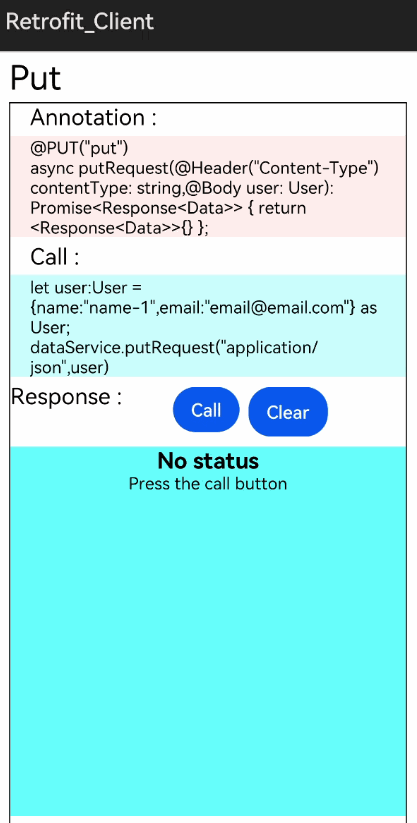 Retrofit_Client
Put
Annotation :
@PUT("put")
async putRequest(@Header("Content-Type")
contentType: string,@Body user: User):
Promise<Response<Data>> { return
<Response<Data>>{} };
Call :
let user:User =
{name:"name-1",email:"email@email.com"} as
User;
dataService.putRequest("application/
json",user)
Response :
Call
Clear
No status
Press the call button